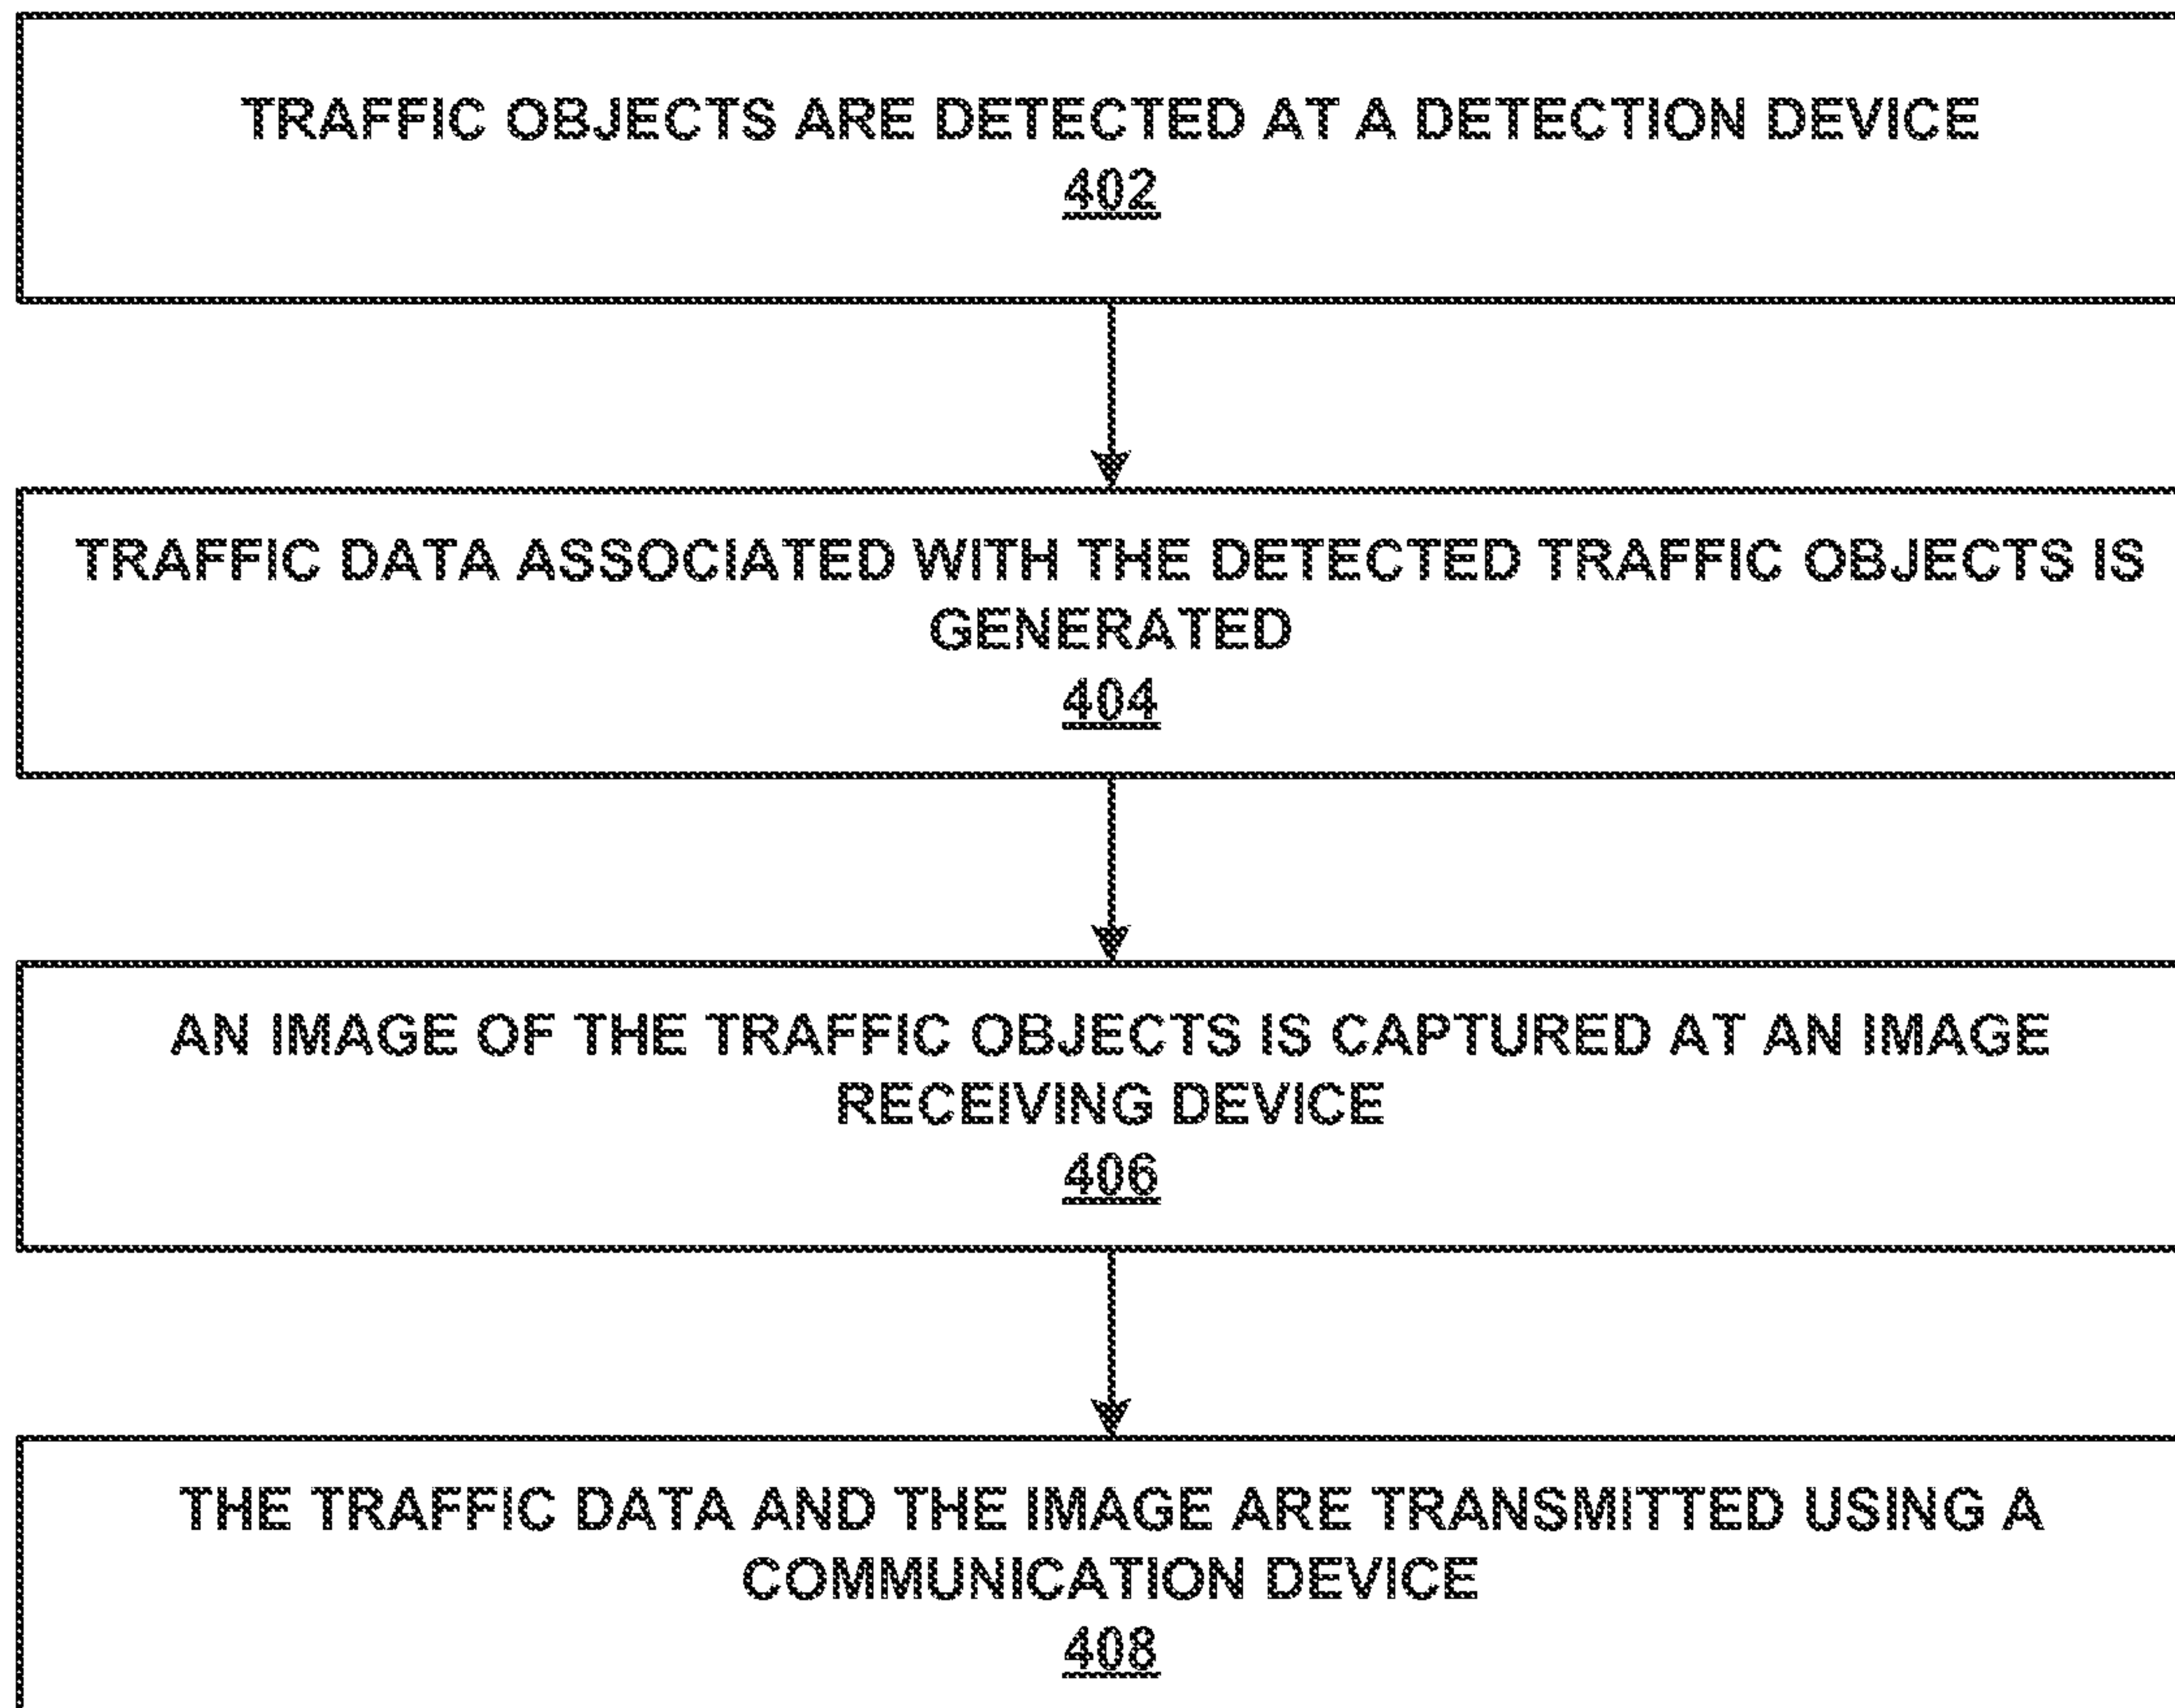 TRAFFIC OBJECTS ARE DETECTED AT A DETECTION DEVICE
402
TRAFFIC DATA ASSOCIATED WITH THE DETECTED TRAFFIC OBJECTS IS
GENERATED
404
AN IMAGE OF THE TRAFFIC OBJECTS IS CAPTURED AT AN IMAGE
RECEIVING DEVICE
406
THE TRAFFIC DATA AND THE IMAGE ARE TRANSMITTED USING A
COMMUNICATION DEVICE
408